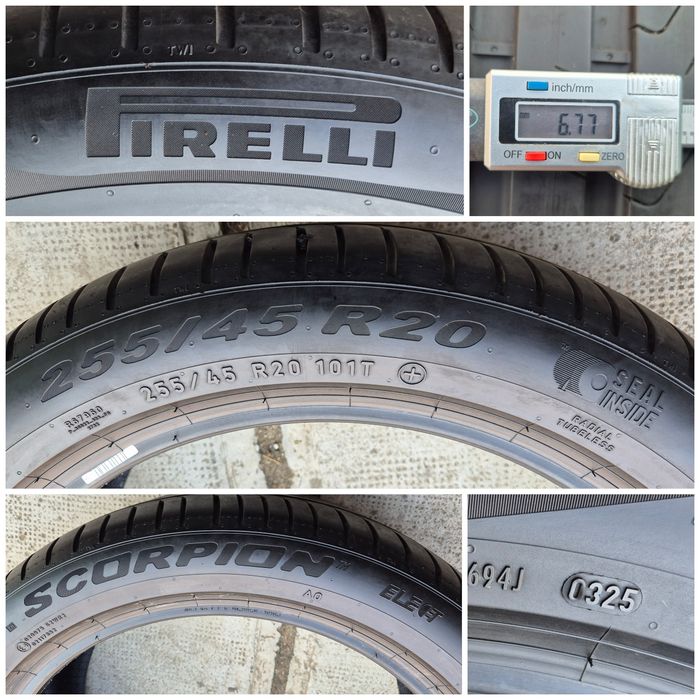 TWI
PIRELLI
inch/mm
6.77
OFF ON ZERO
255/45 R20
255/45 R20 101T
SEAL
INSIDE
RADIAL
TUBELESS
SCORPION™
ELECT
AO
694J
0325